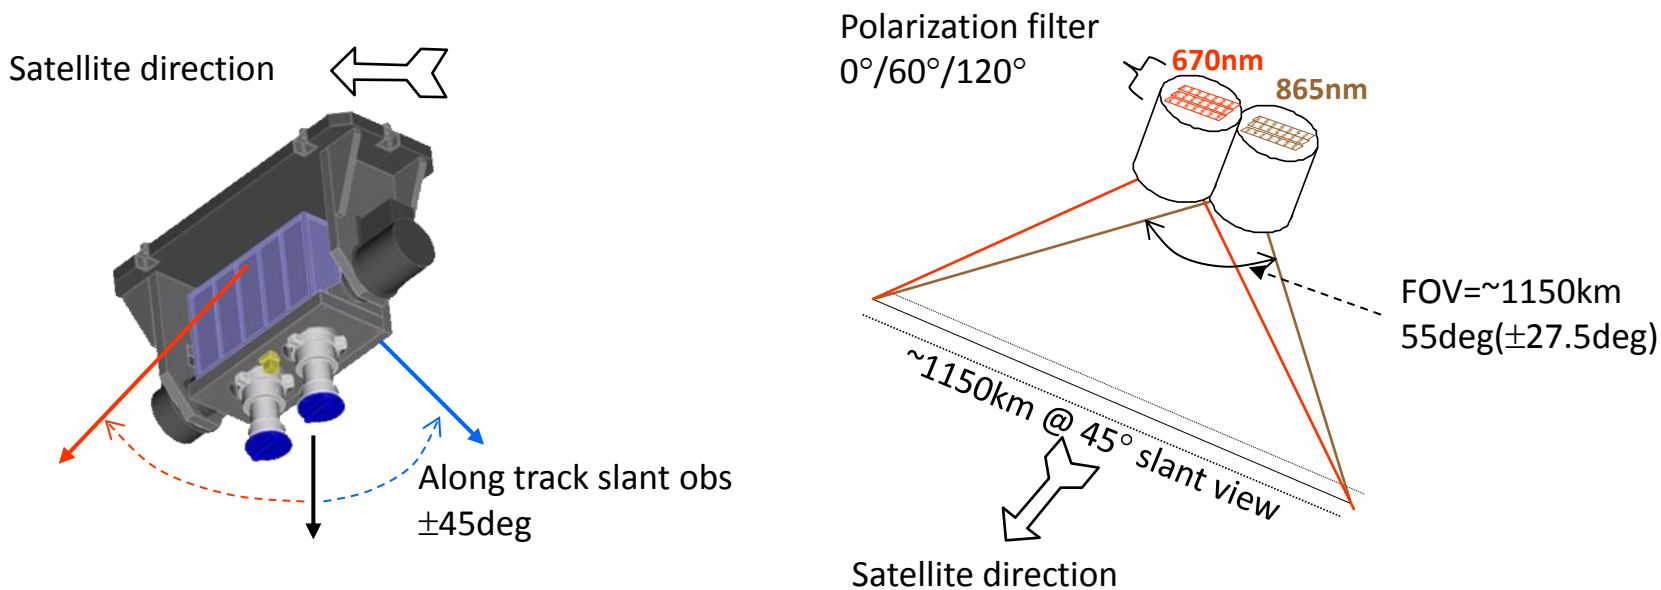 Satellite direction
Along track slant obs
±45deg
Polarization filter
0°/60°/120°
670nm
865nm
FOV=~1150km
55deg(±27.5deg)
~1150km @ 45° slant view
Satellite direction